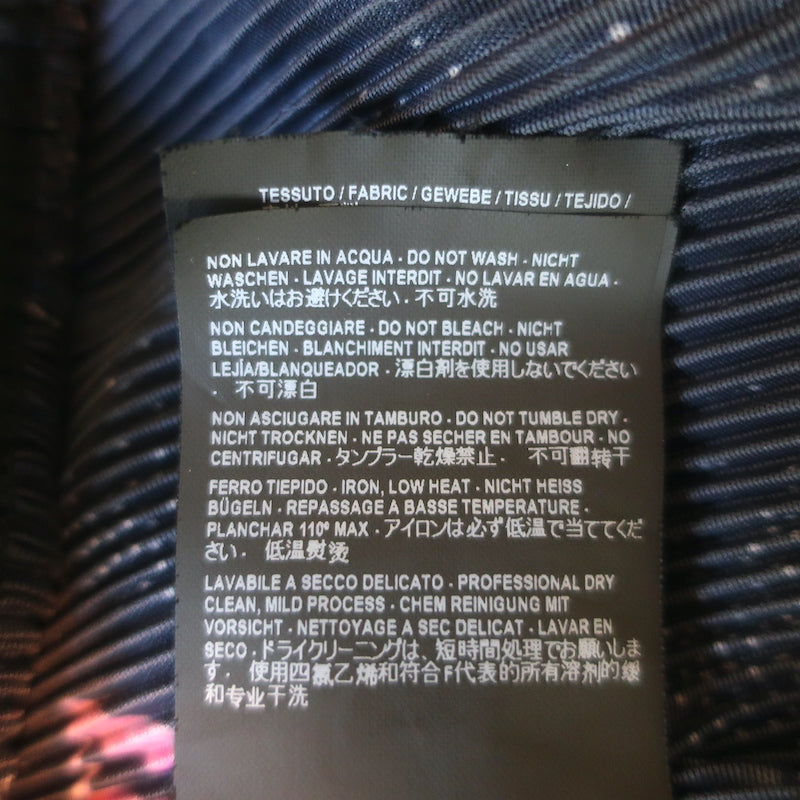 TESSUTO / FABRIC / GEWEBE / TISSU / TEJIDO /
NON LAVARE IN ACQUA - DO NOT WASH - NICHT
WASCHEN - LAVAGE INTERDIT - NO LAVAR EN AGUA -
水洗いはお避けください - 不可水洗
NON CANDEGGIARE - DO NOT BLEACH - NICHT
BLEICHEN - BLANCHIMENT INTERDIT - NO USAR
LEJÍA/BLANQUEADOR -漂白剤を使用しないでください
- 不可漂白
NON ASCIUGARE IN TAMBURO - DO NOT TUMBLE DRY -
NICHT TROCKNEN - NE PAS SECHER EN TAMBOUR - NO
CENTRIFUGAR - タンブラー乾燥禁止 - 不可翻转干
FERRO TIEPIDO - IRON, LOW HEAT - NICHT HEISS
BÜGELN - REPASSAGE A BASSE TEMPERATURE -
PLANCHAR 110° MAX - アイロンは必ず低温で当ててくだ
さい - 低温熨烫
LAVABILE A SECCO DELICATO - PROFESSIONAL DRY
CLEAN, MILD PROCESS - CHEM REINIGUNG MIT
VORSICHT - NETTOYAGE A SEC DELICAT - LAVAR EN
SECO - ドライクリーニングは、短時間処理でお願いしま
す - 使用四氯乙烯和符合F代表的所有溶剂的缓
和专业干洗